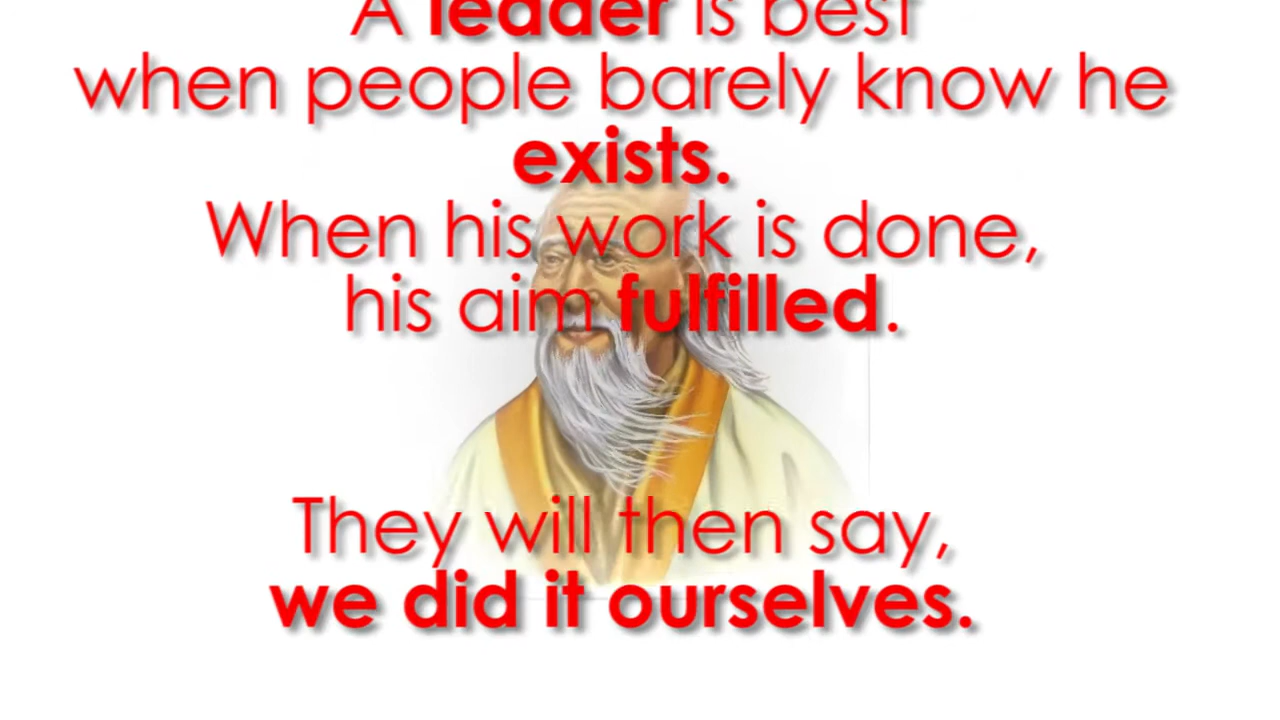 A leader is best
when people barely know he
exists.
When his work is done,
his aim fulfilled.
They will then say,
we did it ourselves.